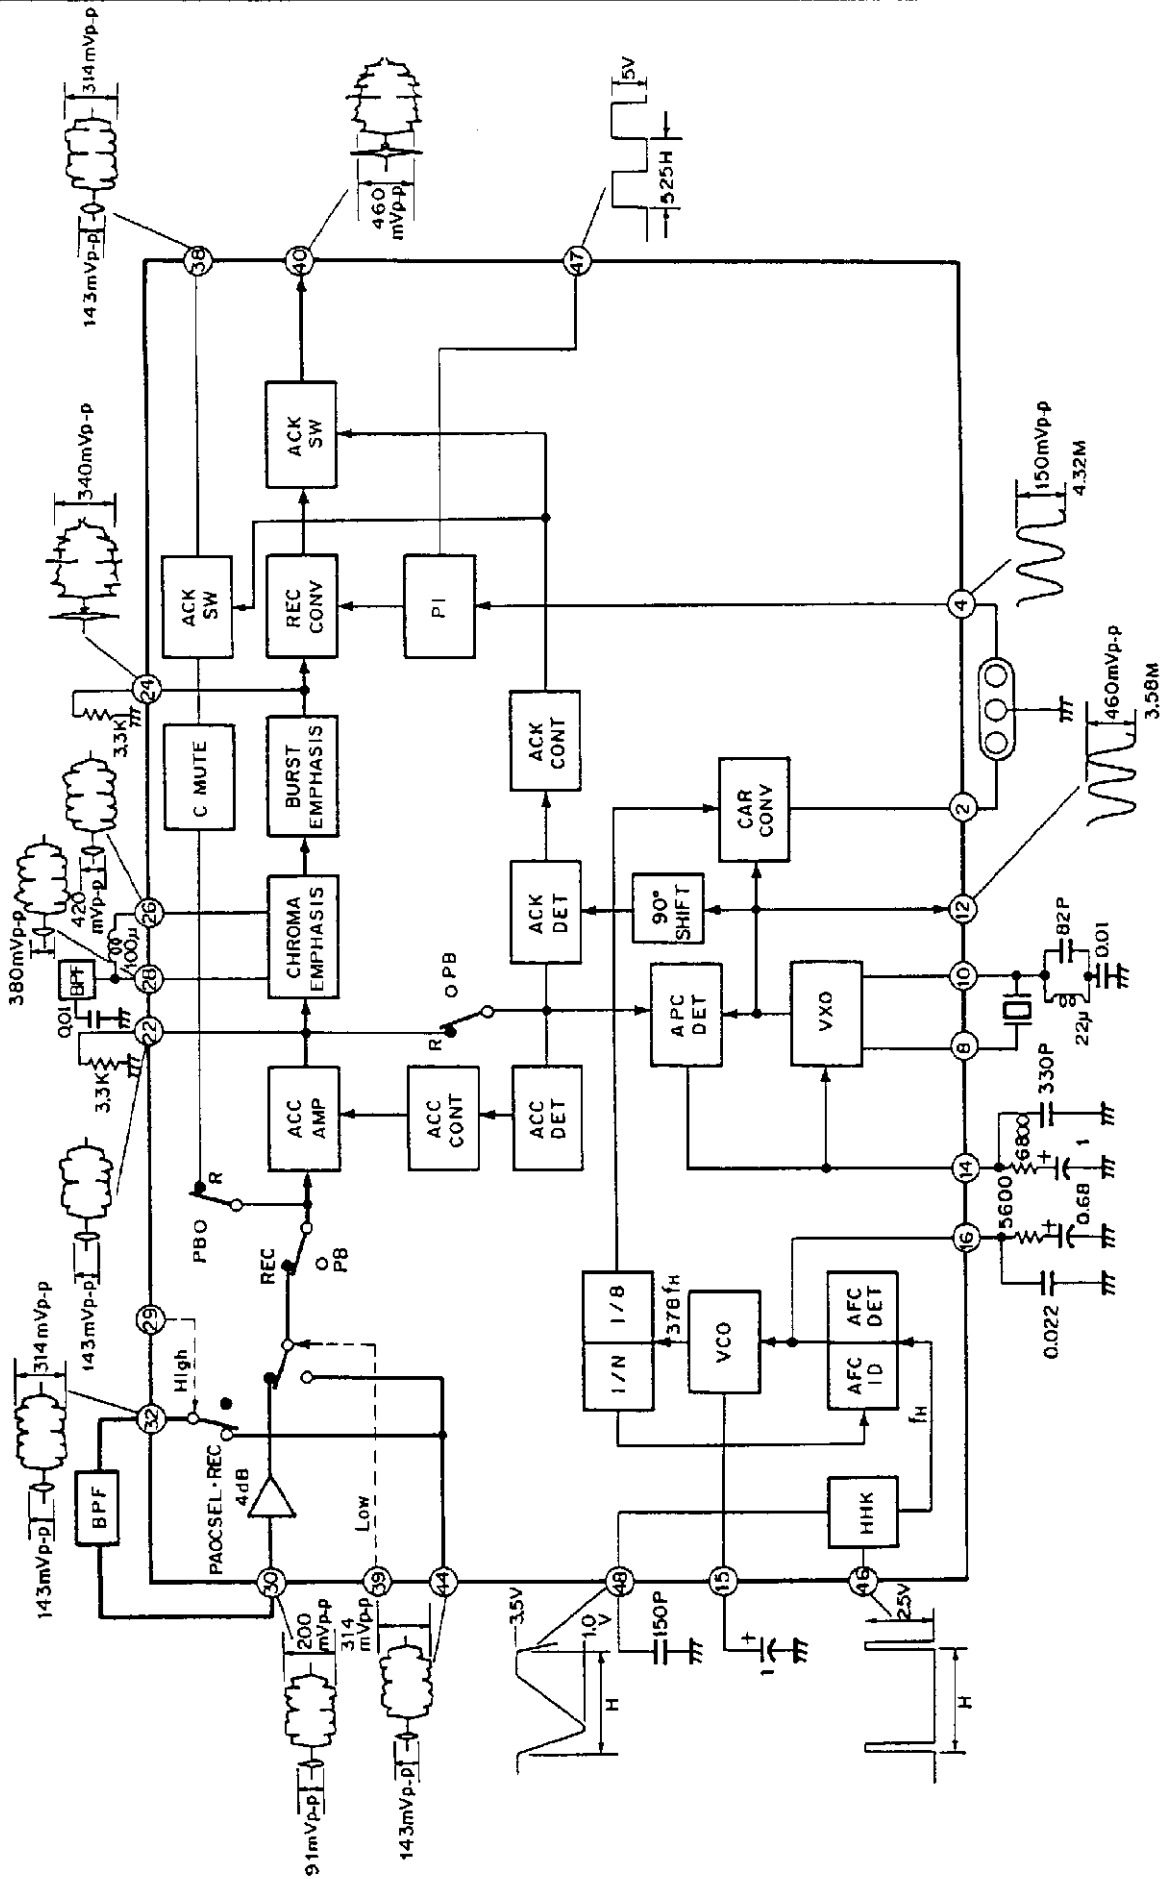 143mVp-p
314mVp-p
BPF
32
29
High
PAOCSEL·REC
4dB
30
200
mVp-p
91mVp-p
39
Low
314
mVp-p
143mVp-p
44
143mVp-p
3.3K
22
0.01
BPF
28
100μ
26
380mVp-p
420
mVp-p
3.3K
24
340mVp-p
143mVp-p
314mVp-p
38
460
mVp-p
40
47
5V
525H
REC
PB
PBO
R
ACC
AMP
CHROMA
EMPHASIS
BURST
EMPHASIS
C MUTE
ACK
SW
REC
CONV
ACK
SW
PI
ACC
CONT
ACC
DET
R
O PB
ACK
DET
ACK
CONT
APC
DET
90°
SHIFT
CAR
CONV
VXO
1/N
1/8
378fH
VCO
AFC
ID
AFC
DET
fH
HHK
48
3.5V
1.0
V
H
150P
15
1
+
46
2.5V
H
16
0.022
5600
+
0.68
14
6800
+
1
330P
8
10
22μ
82P
0.01
12
460mVp-p
3.58M
2
4
150mVp-p
4.32M